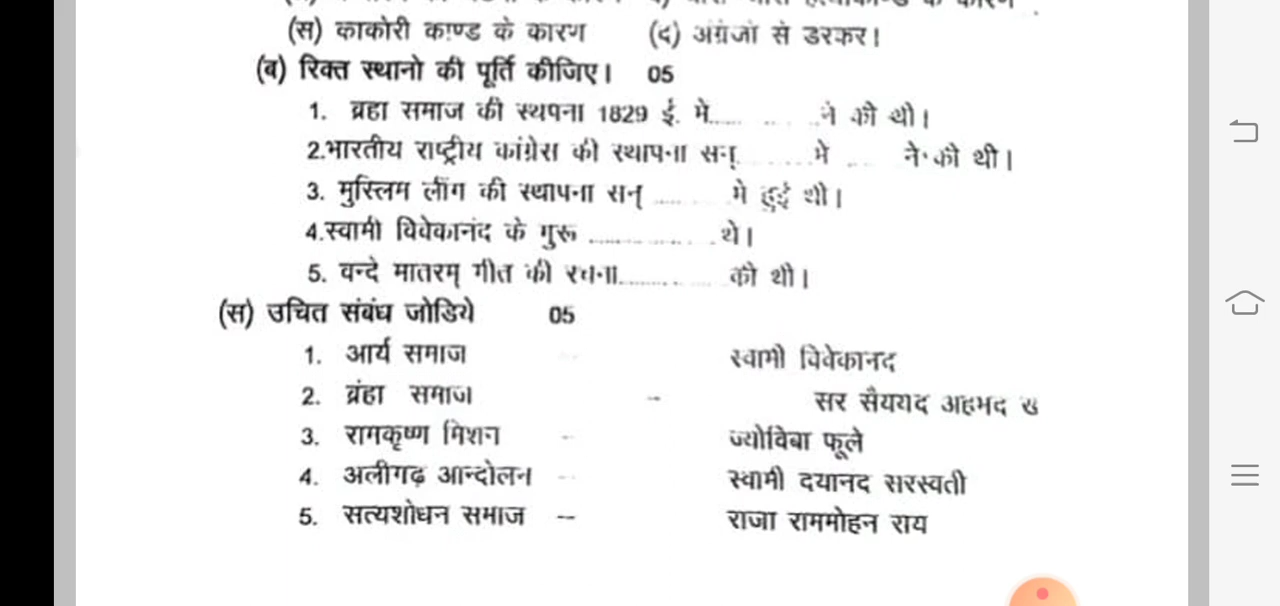 (स) काकोरी काण्ड के कारण (द) अंग्रेजों से डरकर।
(ब) रिक्त स्थानो की पूर्ति कीजिए। 05
1. व्रहा समाज की स्थपना 1829 ई. मे........... ने की थी।
2.भारतीय राष्ट्रीय कांग्रेस की स्थापना सन्........ मे .... ने की थी।
3. मुस्लिम लींग की स्थापना सन् ........ मे हुई थी।
4.स्वामी विवेकानंद के गुरू ................ थे।
5. वन्दे मातरम् गीत की रचना............. की थी।
(स) उचित संबंध जोडिये 05
1. आर्य समाज - स्वामी विवेकानद
2. व्रंहा समाज - सर सैययद अहमद ख
3. रामकृष्ण मिशन - ज्योविबा फूले
4. अलीगढ़ आन्दोलन - स्वामी दयानद सरस्वती
5. सत्यशोधन समाज -- राजा राममोहन राय